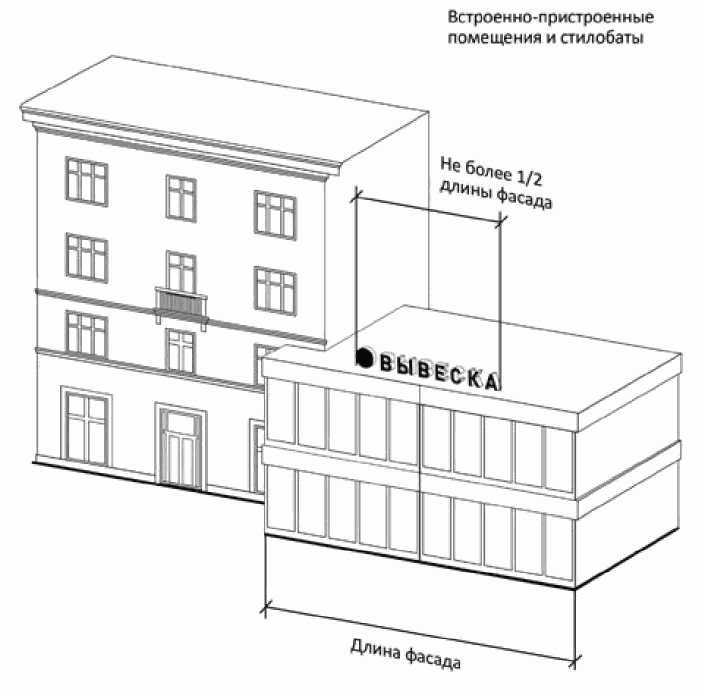 Встроенно-пристроенные
помещения и стилобаты
Не более 1/2
длины фасада
ВЫВЕСКА
Длина фасада